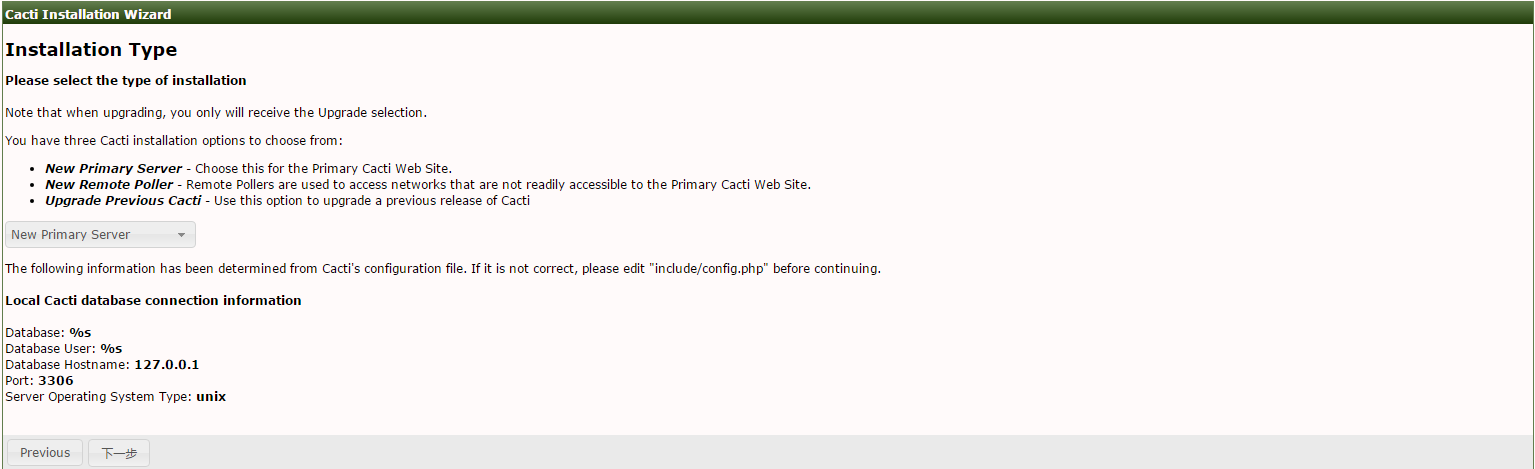 Cacti Installation Wizard
Installation Type
Please select the type of installation
Note that when upgrading, you only will receive the Upgrade selection.
You have three Cacti installation options to choose from:
New Primary Server - Choose this for the Primary Cacti Web Site.
New Remote Poller - Remote Pollers are used to access networks that are not readily accessible to the Primary Cacti Web Site.
Upgrade Previous Cacti - Use this option to upgrade a previous release of Cacti
New Primary Server
The following information has been determined from Cacti's configuration file. If it is not correct, please edit "include/config.php" before continuing.
Local Cacti database connection information
Database: %s
Database User: %s
Database Hostname: 127.0.0.1
Port: 3306
Server Operating System Type: unix
Previous 下一步